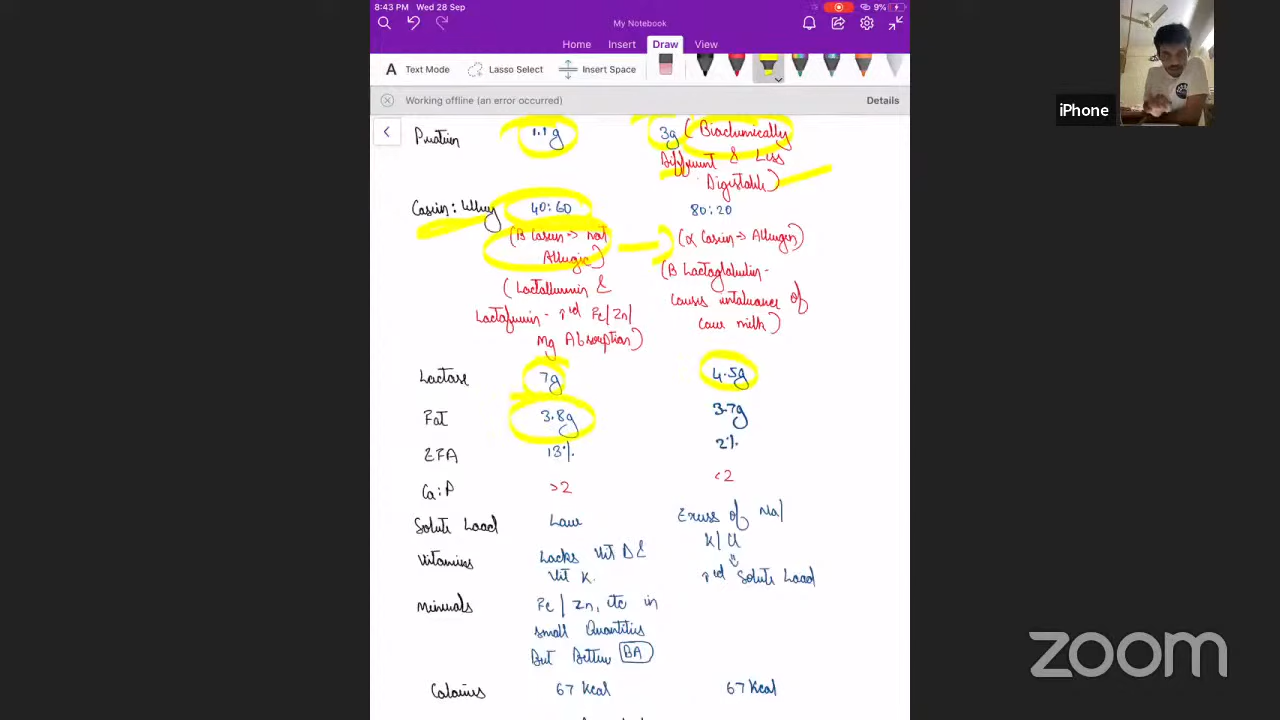 8:43 PM Wed 28 Sep
9%
My Notebook
Home Insert Draw View
Text Mode Lasso Select Insert Space
Working offline (an error occurred) Details
iPhone
Protein 1.1g 3g ( Biochemically
Different & Less
Digestable )
Casein : Whey 40:60 80:20
(β Casein → Not (α Casein → Allergen)
Allergic )
(β Lactoglobulin -
( Lactalbumin & causes intolerance of
Lactoferrin - ↑ed Fe/Zn/ Cow milk )
Mg Absorption )
Lactose 7g 4.5g
Fat 3.8g 3.7g
EFA 13% 2%
Ca:P >2 <2
Solute Load Low Excess of Na/
K/Cl
Vitamins Lacks Vit D & ⇓
Vit K. ↑ed Solute Load
Minerals Fe / Zn, etc in
Small Quantities
But Better BA
Calories 67 Kcal 67 Kcal
zoom